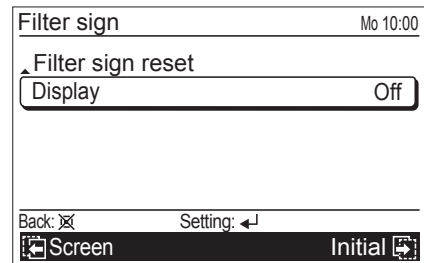 Filter sign Mo 10:00
Filter sign reset
Display Off
Back: Setting:
Screen Initial